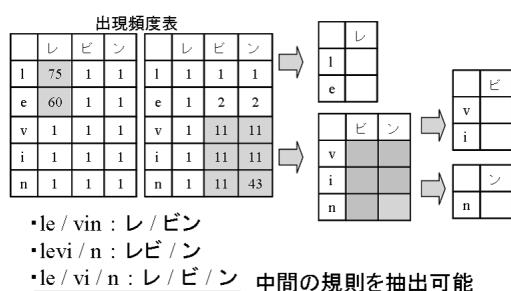 出現頻度表
レ ビ ン
l 75 1 1
e 60 1 1
v 1 1 1
i 1 1 1
n 1 1 1
レ ビ ン
l 1 1 1
e 1 2 2
v 1 11 11
i 1 11 11
n 1 11 43
レ
l
e
ビ ン
v
i
n
ビ
v
i
ン
n
・le / vin : レ / ビン
・levi / n : レビ / ン
・le / vi / n : レ / ビ / ン 中間の規則を抽出可能